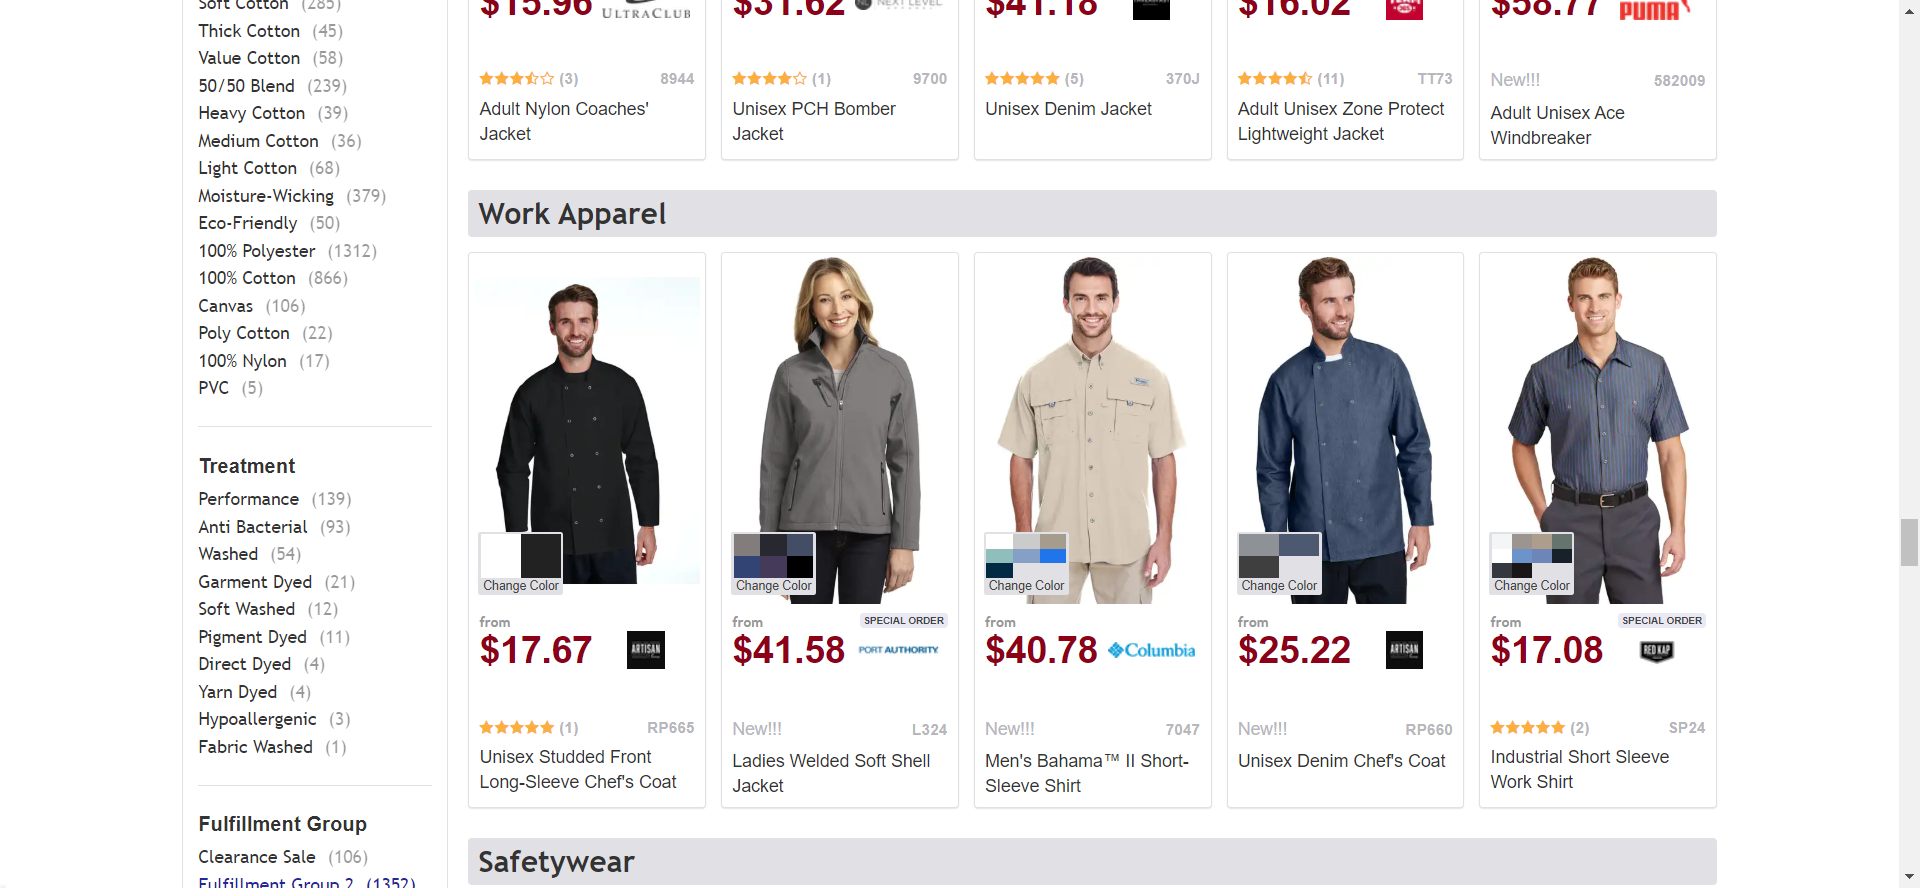 Soft Cotton (285)
Thick Cotton (45)
Value Cotton (58)
50/50 Blend (239)
Heavy Cotton (39)
Medium Cotton (36)
Light Cotton (68)
Moisture-Wicking (379)
Eco-Friendly (50)
100% Polyester (1312)
100% Cotton (866)
Canvas (106)
Poly Cotton (22)
100% Nylon (17)
PVC (5)
Treatment
Performance (139)
Anti Bacterial (93)
Washed (54)
Garment Dyed (21)
Soft Washed (12)
Pigment Dyed (11)
Direct Dyed (4)
Yarn Dyed (4)
Hypoallergenic (3)
Fabric Washed (1)
Fulfillment Group
Clearance Sale (106)
Fulfillment Group 2 (1352)
$15.96 ULTRACLUB
(3) 8944
Adult Nylon Coaches'
Jacket
$31.62 NEXT LEVEL
(1) 9700
Unisex PCH Bomber
Jacket
$41.18
(5) 370J
Unisex Denim Jacket
$16.02
(11) TT73
Adult Unisex Zone Protect
Lightweight Jacket
$58.77 PUMA
New!!! 582009
Adult Unisex Ace
Windbreaker
Work Apparel
Change Color
from
$17.67 ARTISAN
(1) RP665
Unisex Studded Front
Long-Sleeve Chef's Coat
Change Color
from SPECIAL ORDER
$41.58 PORT AUTHORITY
New!!! L324
Ladies Welded Soft Shell
Jacket
Change Color
from
$40.78 Columbia
New!!! 7047
Men's Bahama™ II Short-
Sleeve Shirt
Change Color
from
$25.22 ARTISAN
New!!! RP660
Unisex Denim Chef's Coat
Change Color
from SPECIAL ORDER
$17.08 RED KAP
(2) SP24
Industrial Short Sleeve
Work Shirt
Safetywear